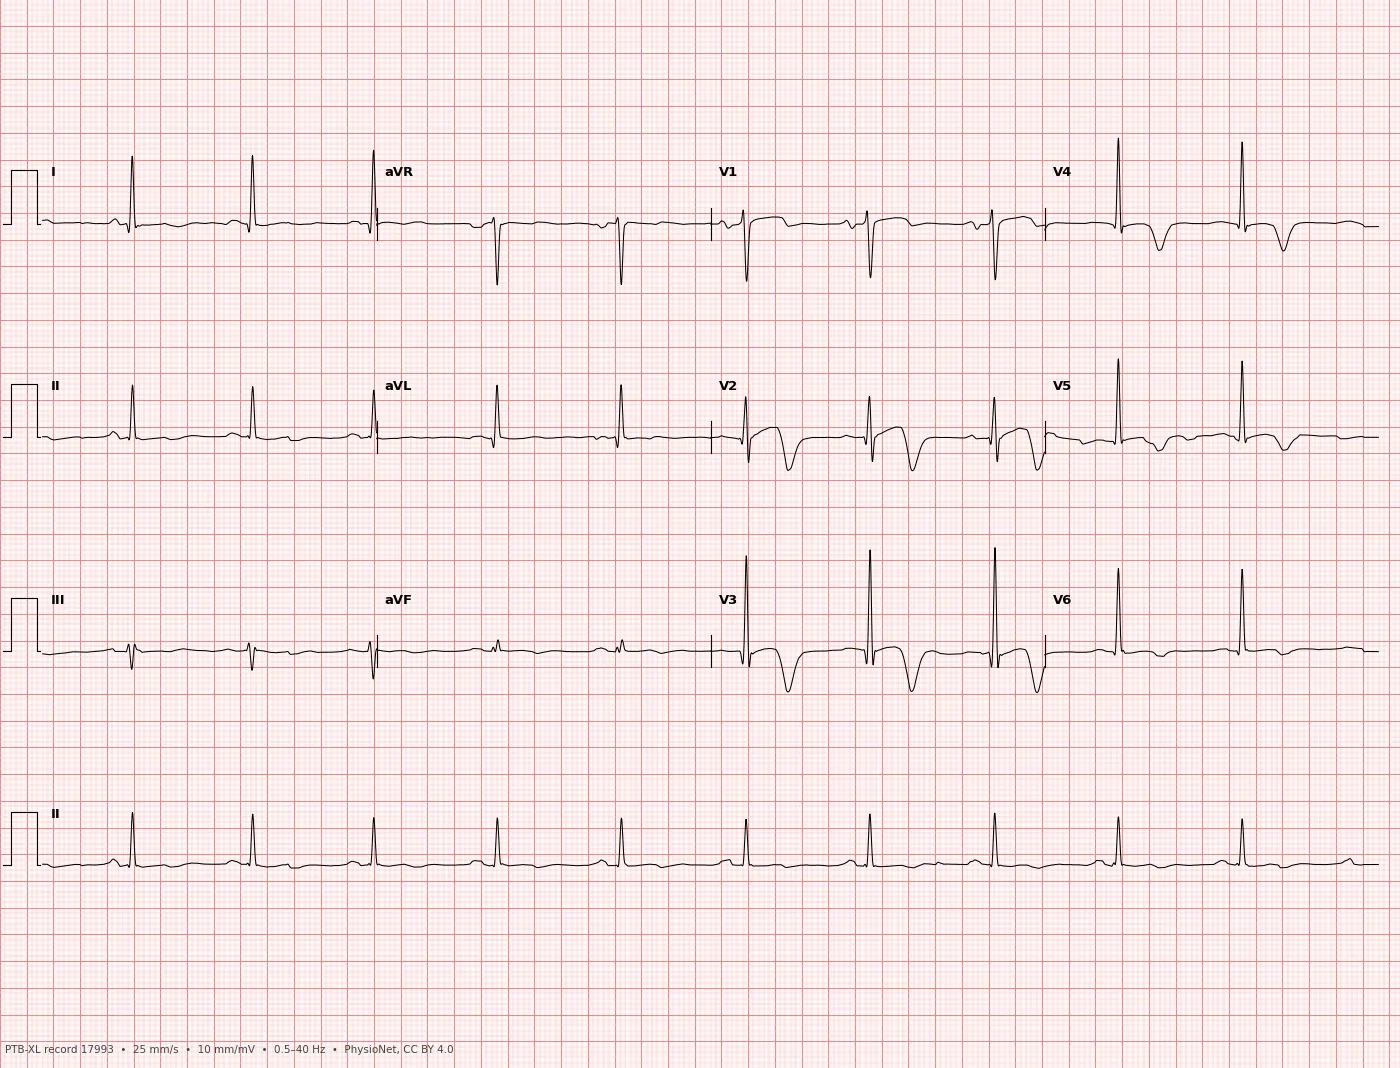 I aVR V1 V4
II aVL V2 V5
III aVF V3 V6
II
PTB-XL record 17993 • 25 mm/s • 10 mm/mV • 0.5–40 Hz • PhysioNet, CC BY 4.0